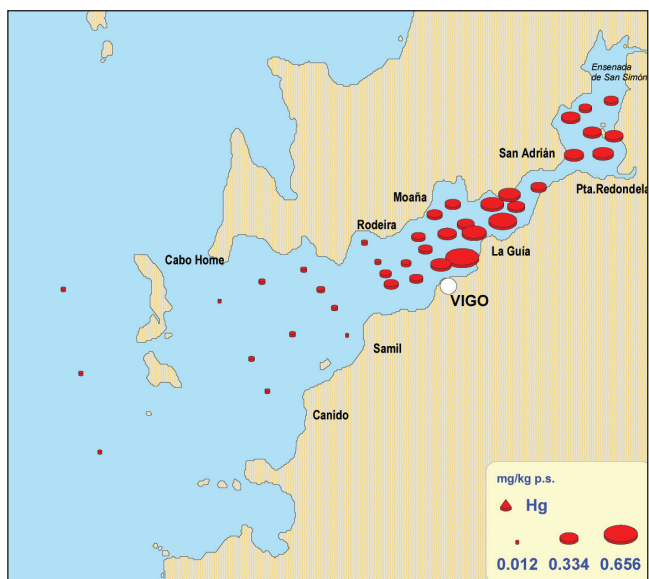 Ensenada
de San Simón
San Adrián
Pta.Redondela
Moaña
Rodeira
La Guía
Cabo Home
VIGO
Samil
Canido
mg/kg p.s.
Hg
0.012 0.334 0.656